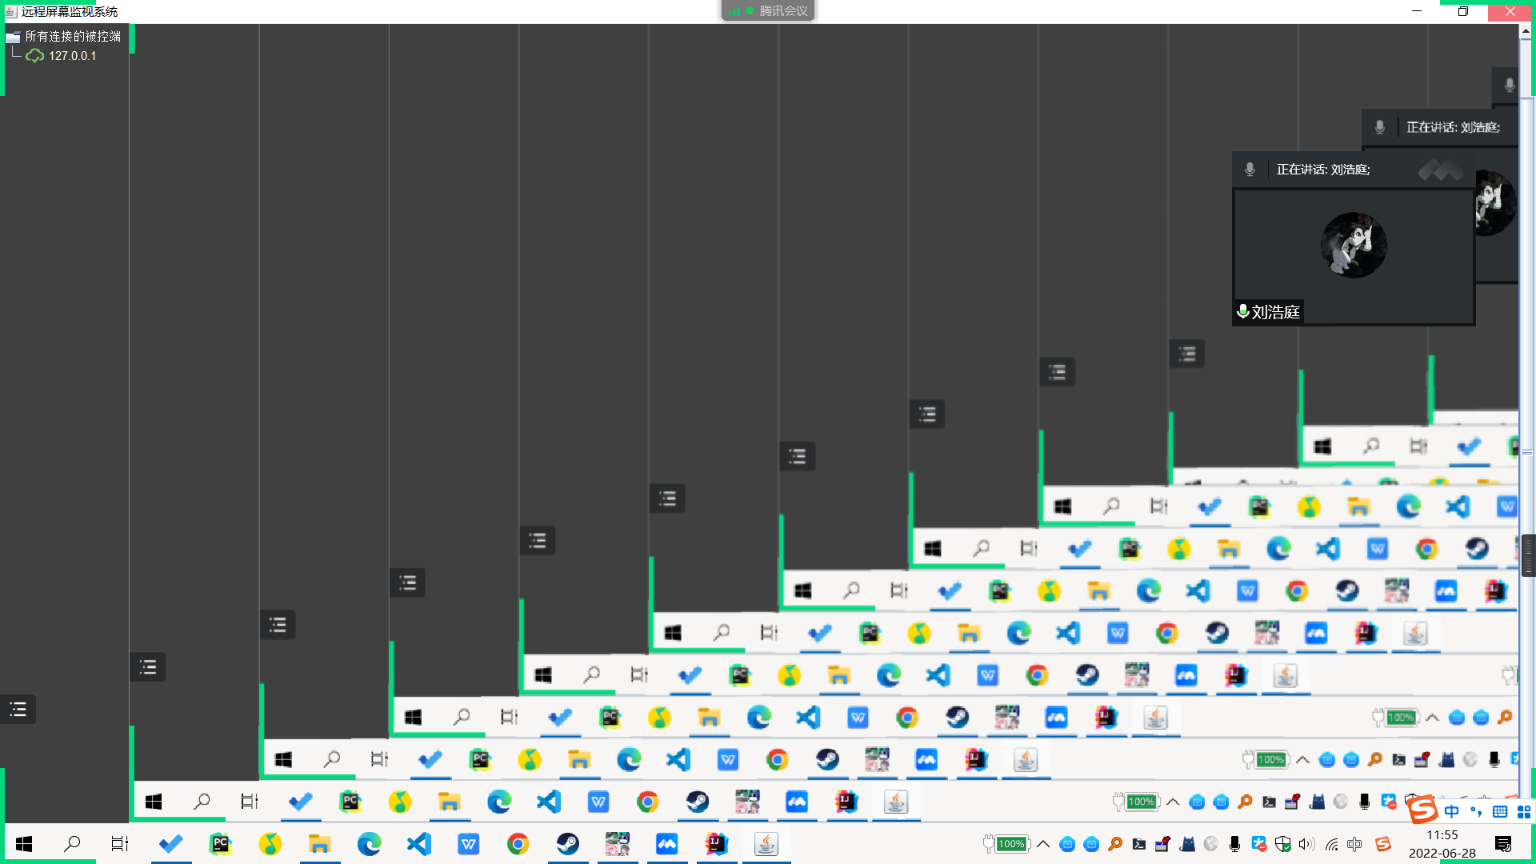 远程屏幕监视系统
腾讯会议
所有连接的被控端
127.0.0.1
正在讲话: 刘浩庭;
正在讲话: 刘浩庭;
刘浩庭
100%
100%
100%
100%
中
11:55
2022-06-28